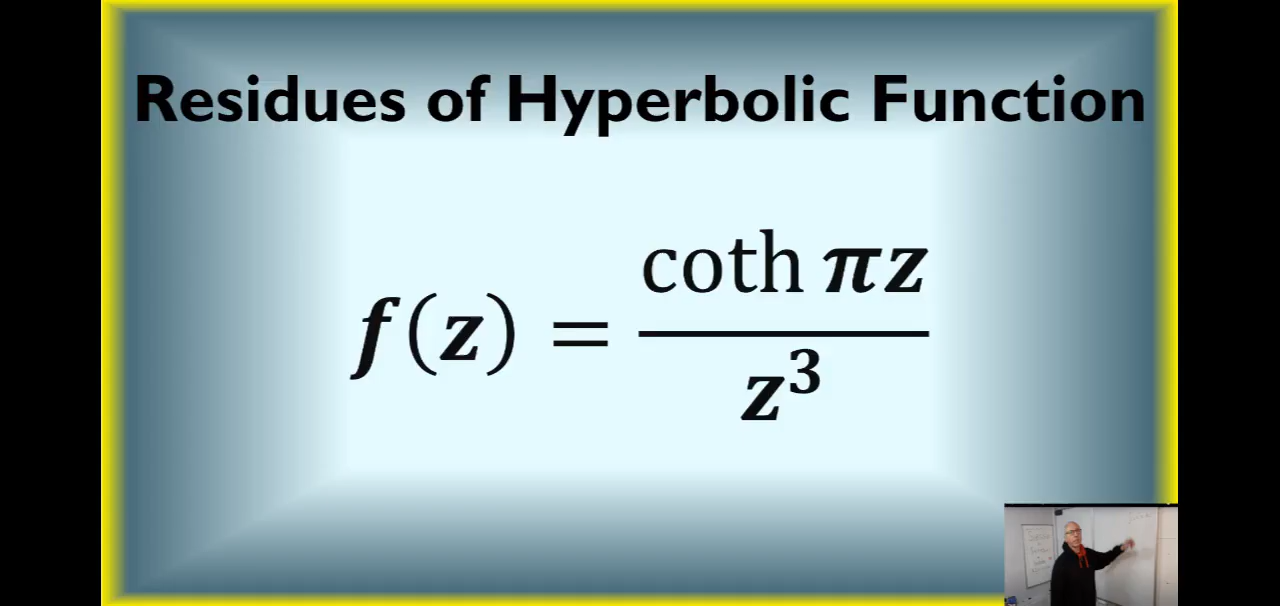 Residues of Hyperbolic Function
f(z) = coth πz / z³